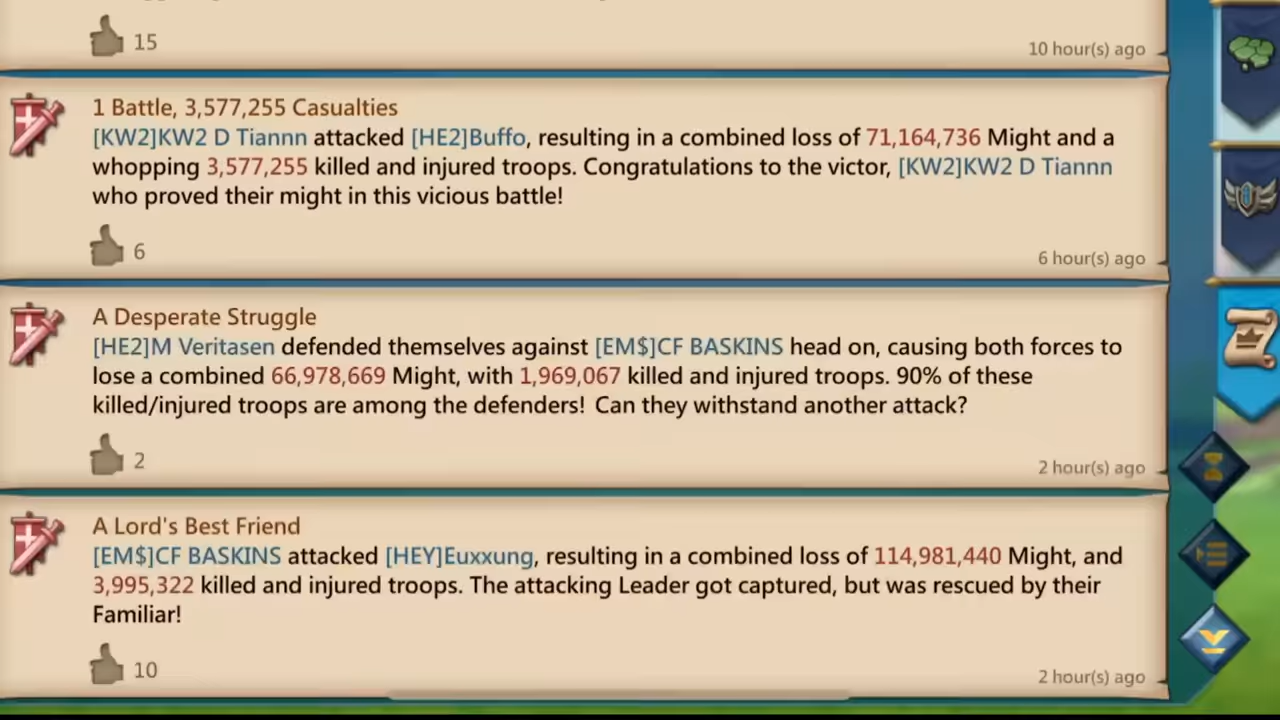 15
10 hour(s) ago
1 Battle, 3,577,255 Casualties
[KW2]KW2 D Tiannn attacked [HE2]Buffo, resulting in a combined loss of 71,164,736 Might and a
whopping 3,577,255 killed and injured troops. Congratulations to the victor, [KW2]KW2 D Tiannn
who proved their might in this vicious battle!
6
6 hour(s) ago
A Desperate Struggle
[HE2]M Veritasen defended themselves against [EM$]CF BASKINS head on, causing both forces to
lose a combined 66,978,669 Might, with 1,969,067 killed and injured troops. 90% of these
killed/injured troops are among the defenders! Can they withstand another attack?
2
2 hour(s) ago
A Lord's Best Friend
[EM$]CF BASKINS attacked [HEY]Euxxung, resulting in a combined loss of 114,981,440 Might, and
3,995,322 killed and injured troops. The attacking Leader got captured, but was rescued by their
Familiar!
10
2 hour(s) ago